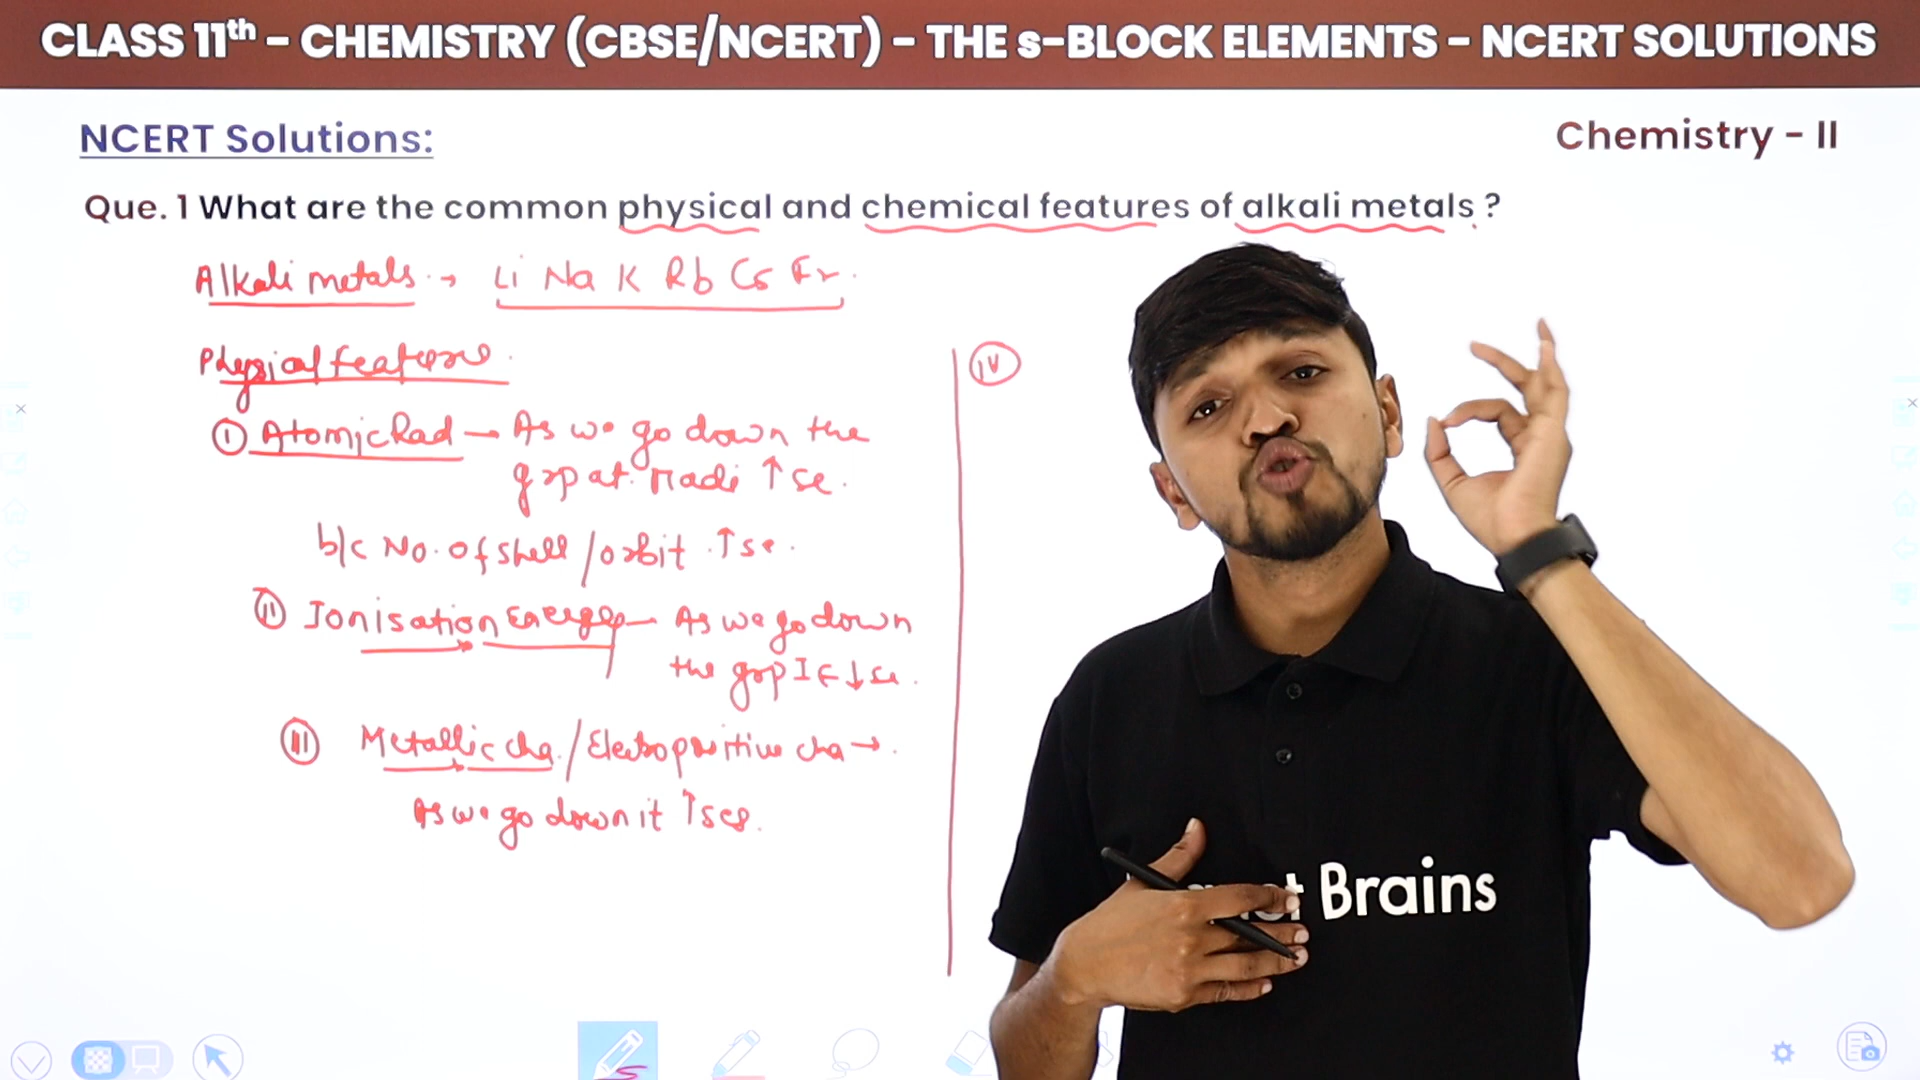 CLASS 11th - CHEMISTRY (CBSE/NCERT) - THE s-BLOCK ELEMENTS - NCERT SOLUTIONS
NCERT Solutions:
Chemistry - II
Que. 1 What are the common physical and chemical features of alkali metals ?
Alkali metals → Li Na K Rb Cs Fr.
Physical features.
(I) Atomic Rad → As we go down the
grp at. radi ↑se.
b/c No. of shell / orbit ↑se.
(II) Ionisation Energy → As we go down
the grp IE ↓se.
(III) Metallic cha / Electropositive cha →.
As we go down it ↑ses.
(IV)
Brains